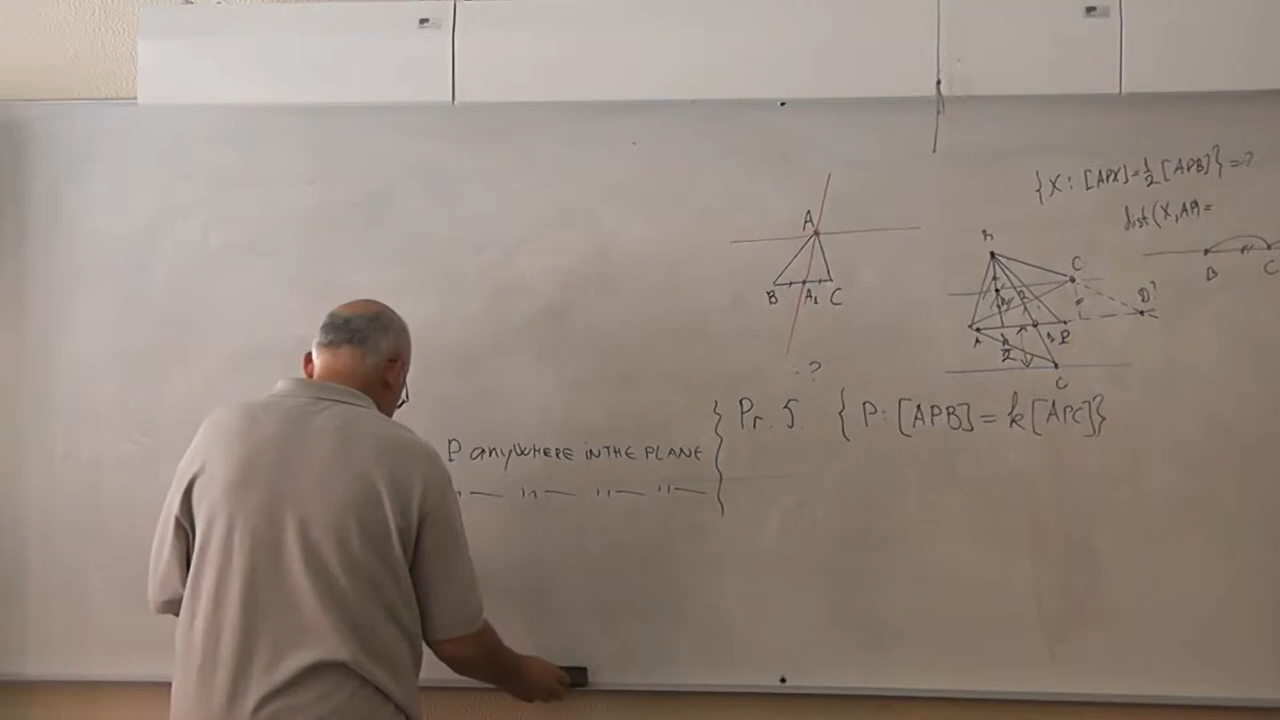 {X : [APX] = 1/2 [APB]} = ?
dist(X, AP) =
A
B A₁ C
C
A
B C
C
- ?
Pr. 5. {P : [APB] = k [APC]}
P anyWHERE iN THE PLANE
" — " — " — " —